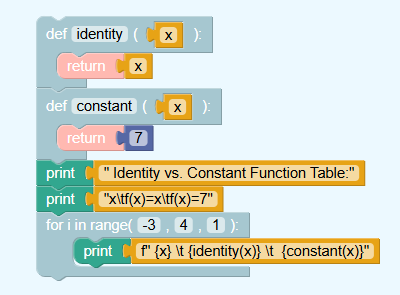 def identity ( x ):
return x
def constant ( x ):
return 7
print " Identity vs. Constant Function Table:"
print "x\tf(x)=x\tf(x)=7"
for i in range( -3 , 4 , 1 ):
print f" {x} \t {identity(x)} \t  {constant(x)}"